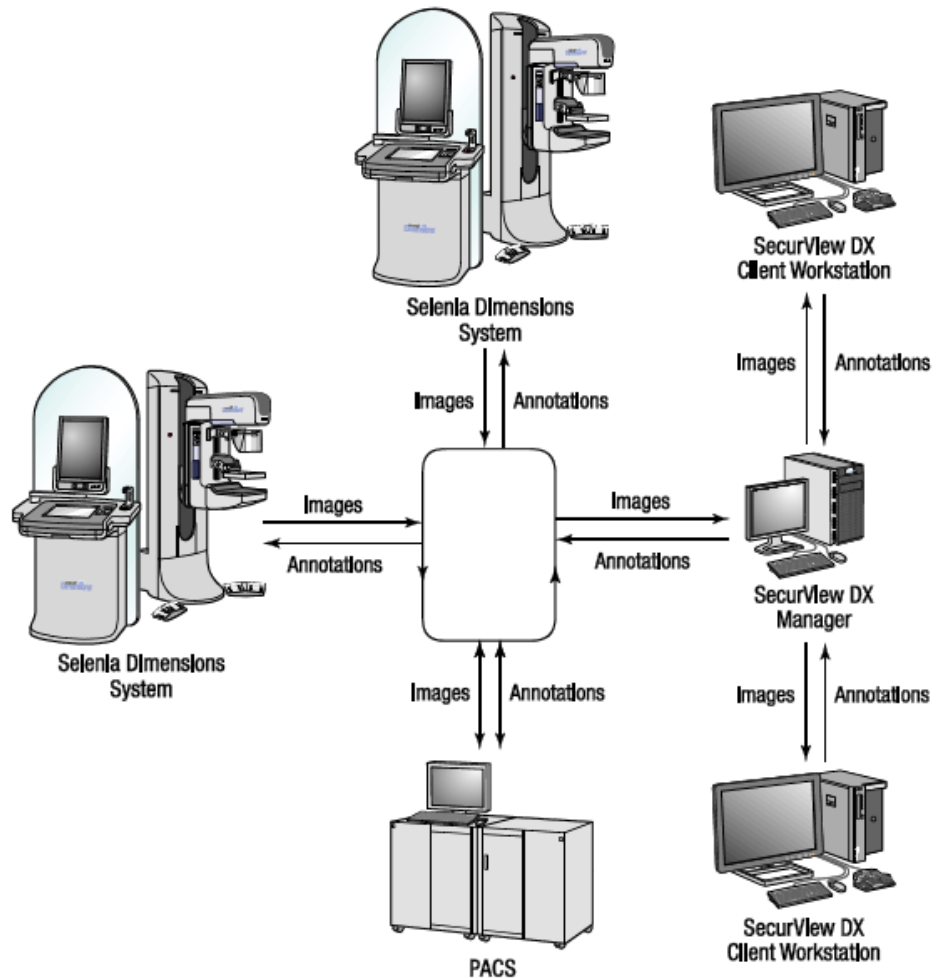 Selenia Dimensions
System
SecurView DX
Client Workstation
Images
Annotations
Images
Annotations
Images
Annotations
Images
Annotations
SecurView DX
Manager
Selenia Dimensions
System
Images
Annotations
Images
Annotations
PACS
SecurView DX
Client Workstation